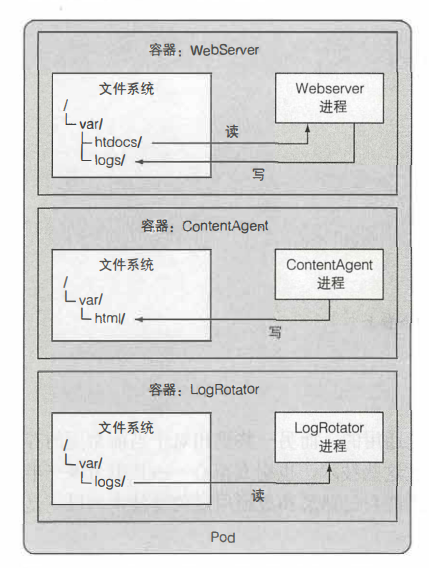 容器：WebServer
文件系统
/
var/
htdocs/
logs/
Webserver
进程
读
写
容器：ContentAgent
文件系统
/
var/
html/
ContentAgent
进程
写
容器：LogRotator
文件系统
/
var/
logs/
LogRotator
进程
读
Pod